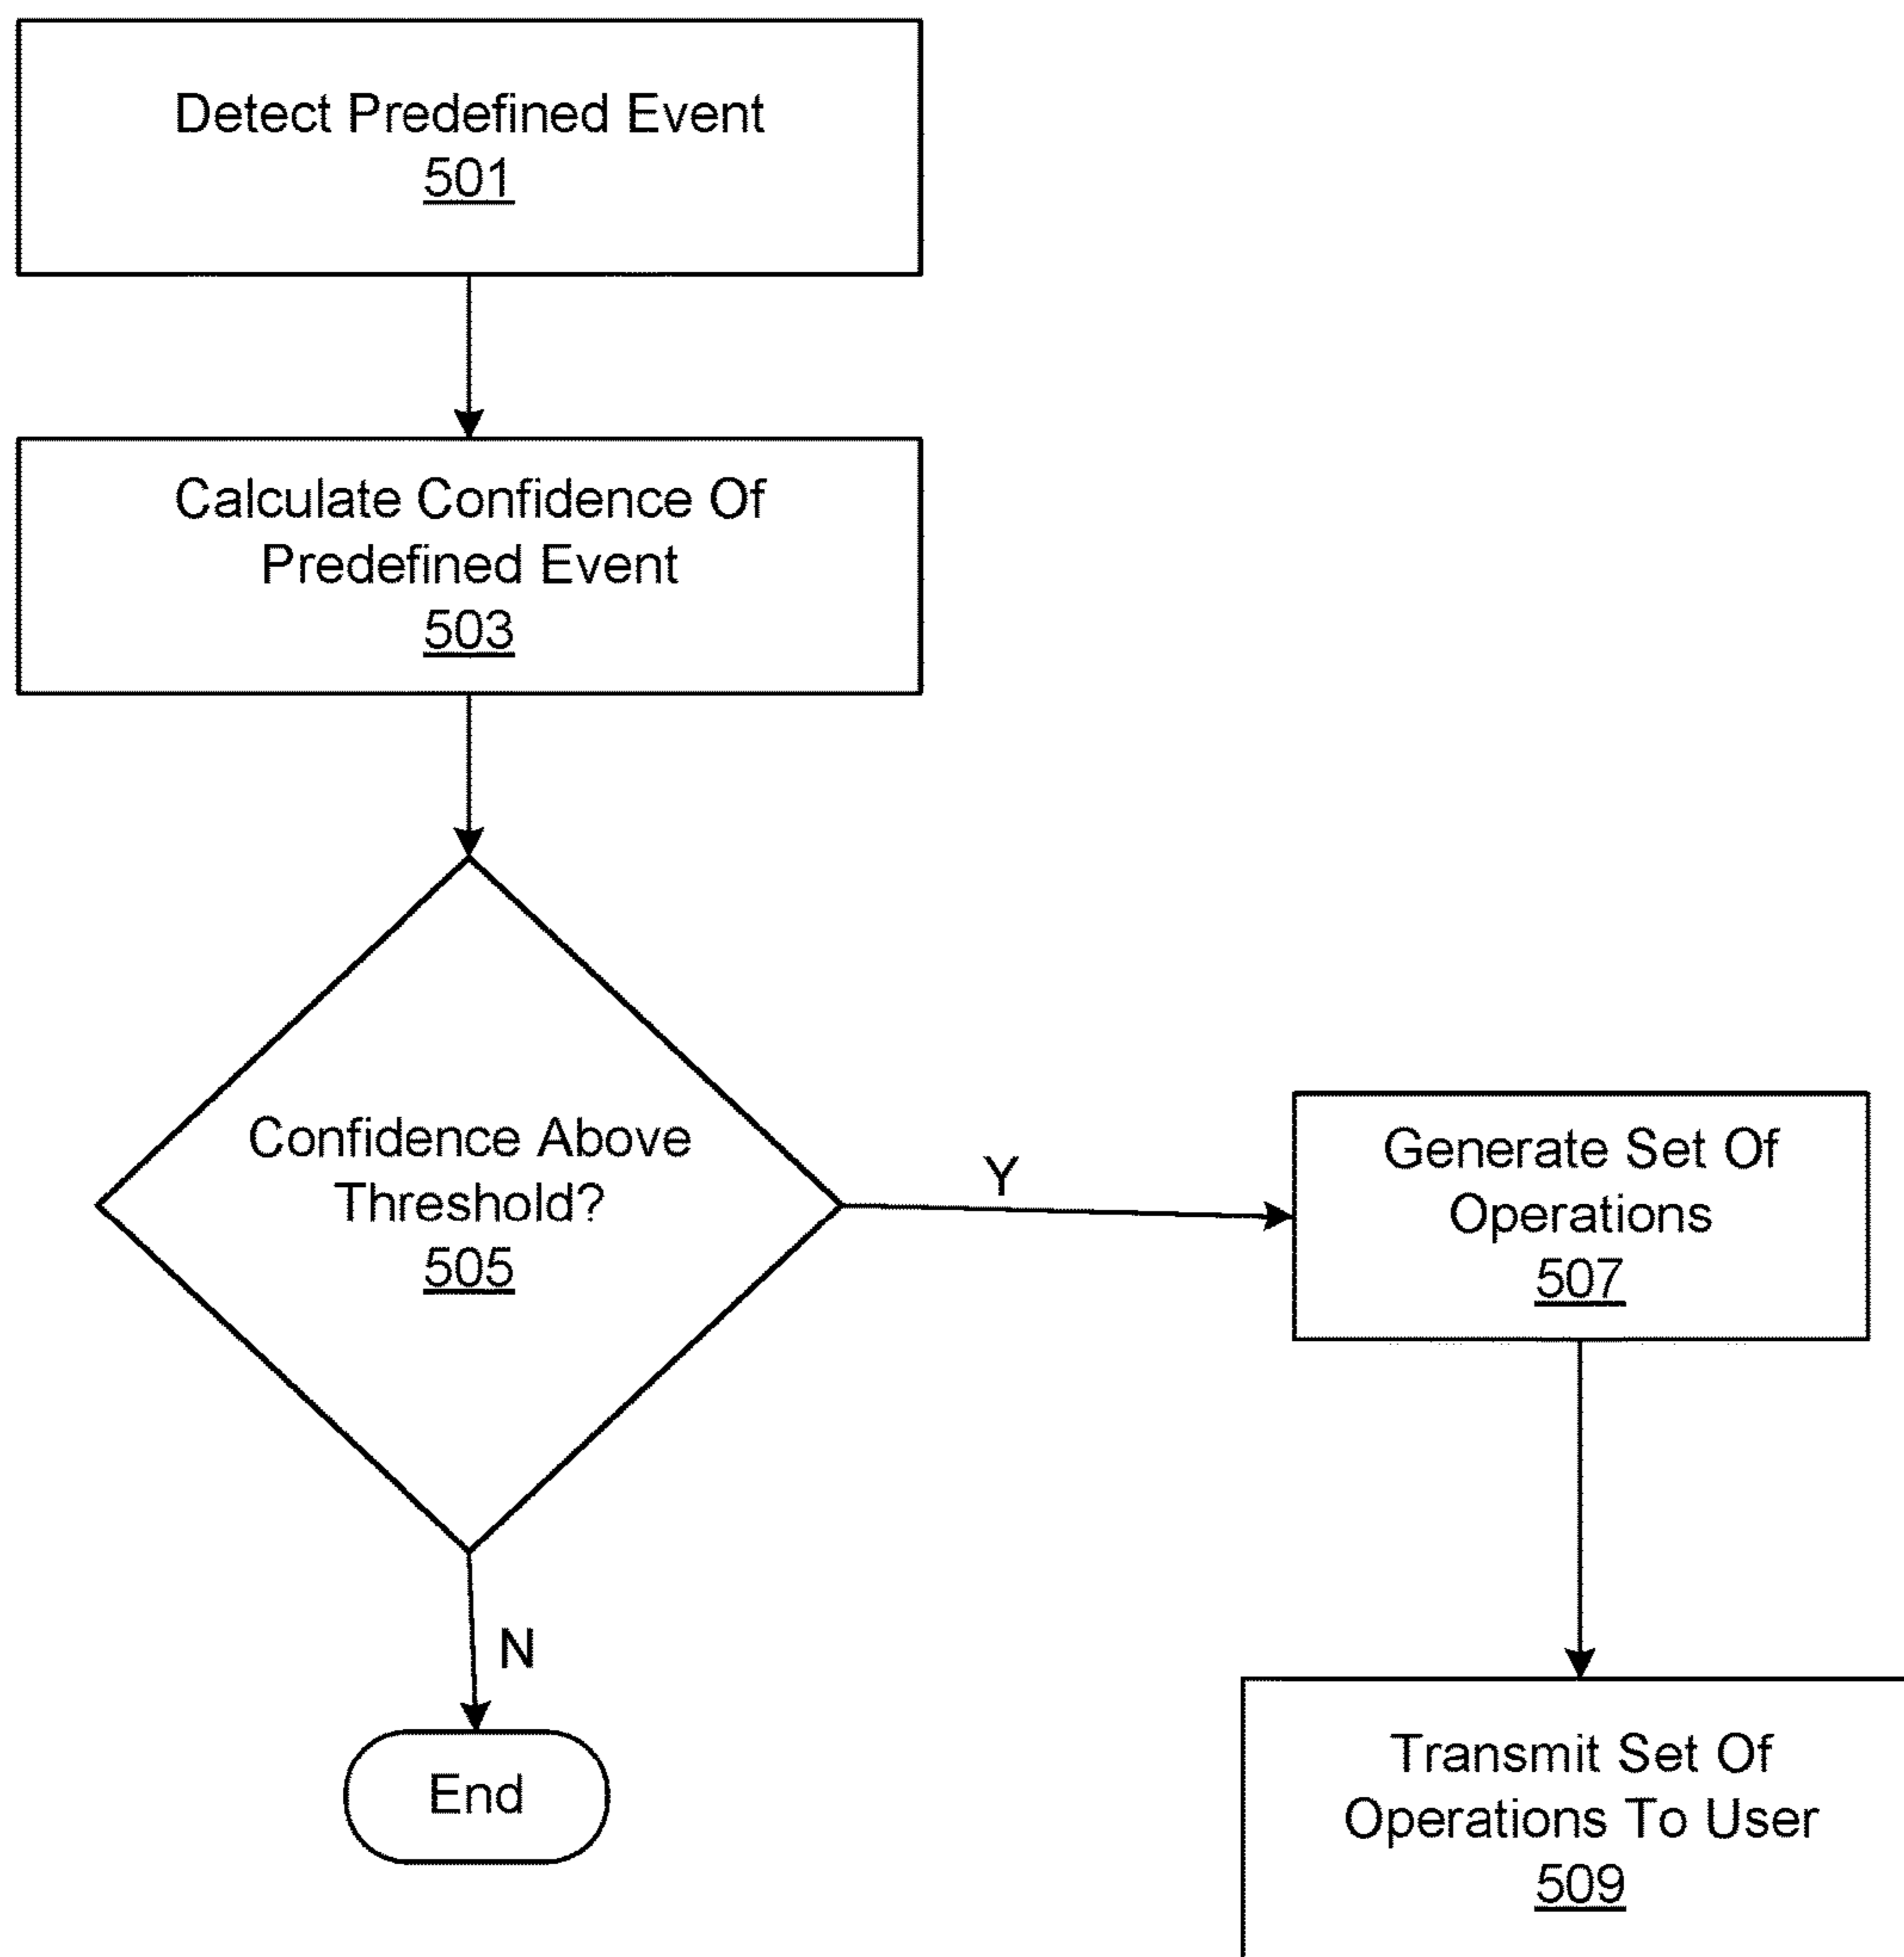 Detect Predefined Event
501
Calculate Confidence Of
Predefined Event
503
Confidence Above
Threshold?
505
Y
Generate Set Of
Operations
507
N
End
Transmit Set Of
Operations To User
509